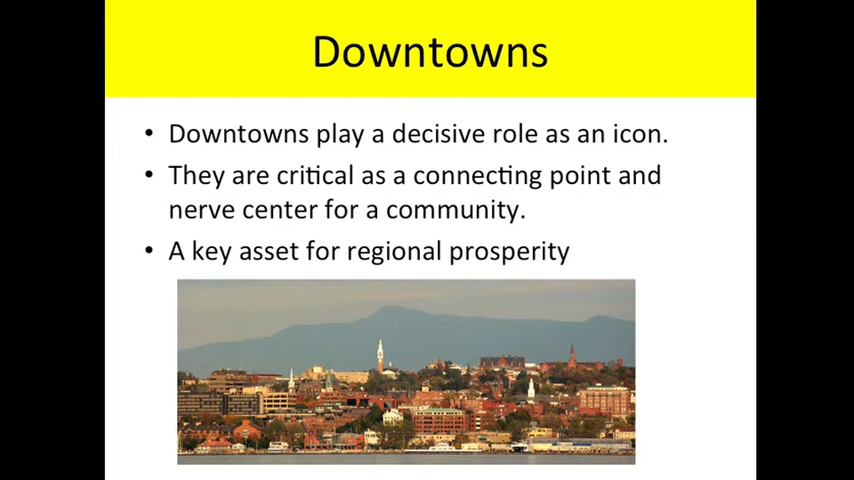 Downtowns
• Downtowns play a decisive role as an icon.
• They are critical as a connecting point and
nerve center for a community.
• A key asset for regional prosperity